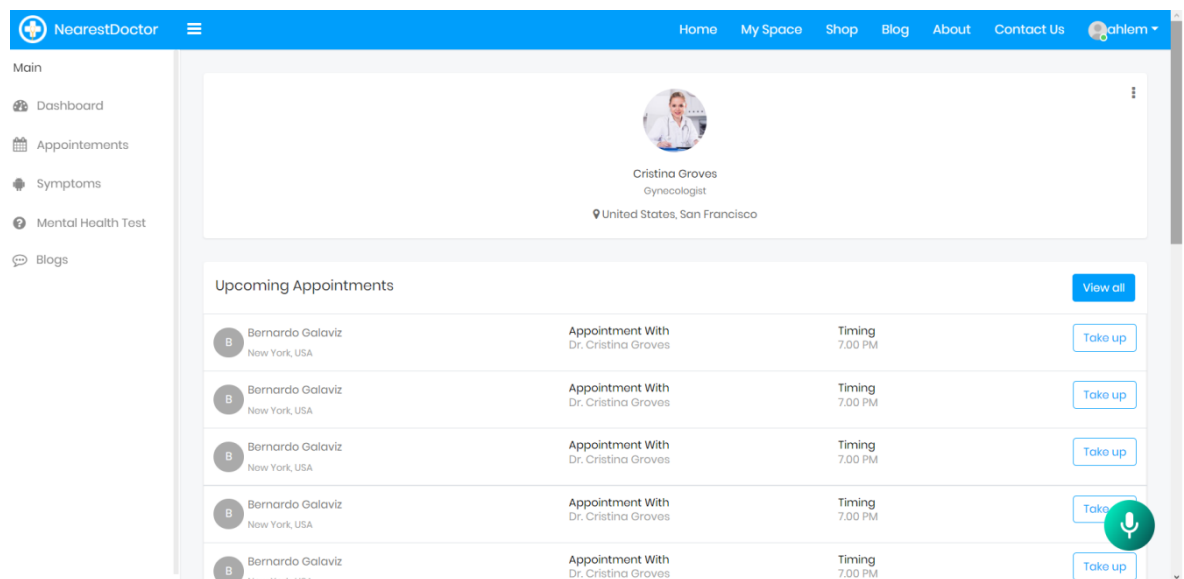 NearestDoctor
Home My Space Shop Blog About Contact Us ahlem
Main
Dashboard
Appointements
Symptoms
Mental Health Test
Blogs
Cristina Groves
Gynecologist
United States, San Francisco
Upcoming Appointments View all
B Bernardo Galaviz Appointment With Timing Take up
New York, USA Dr. Cristina Groves 7.00 PM
B Bernardo Galaviz Appointment With Timing Take up
New York, USA Dr. Cristina Groves 7.00 PM
B Bernardo Galaviz Appointment With Timing Take up
New York, USA Dr. Cristina Groves 7.00 PM
B Bernardo Galaviz Appointment With Timing Take
New York, USA Dr. Cristina Groves 7.00 PM
B Bernardo Galaviz Appointment With Timing Take up
Dr. Cristina Groves 7.00 PM